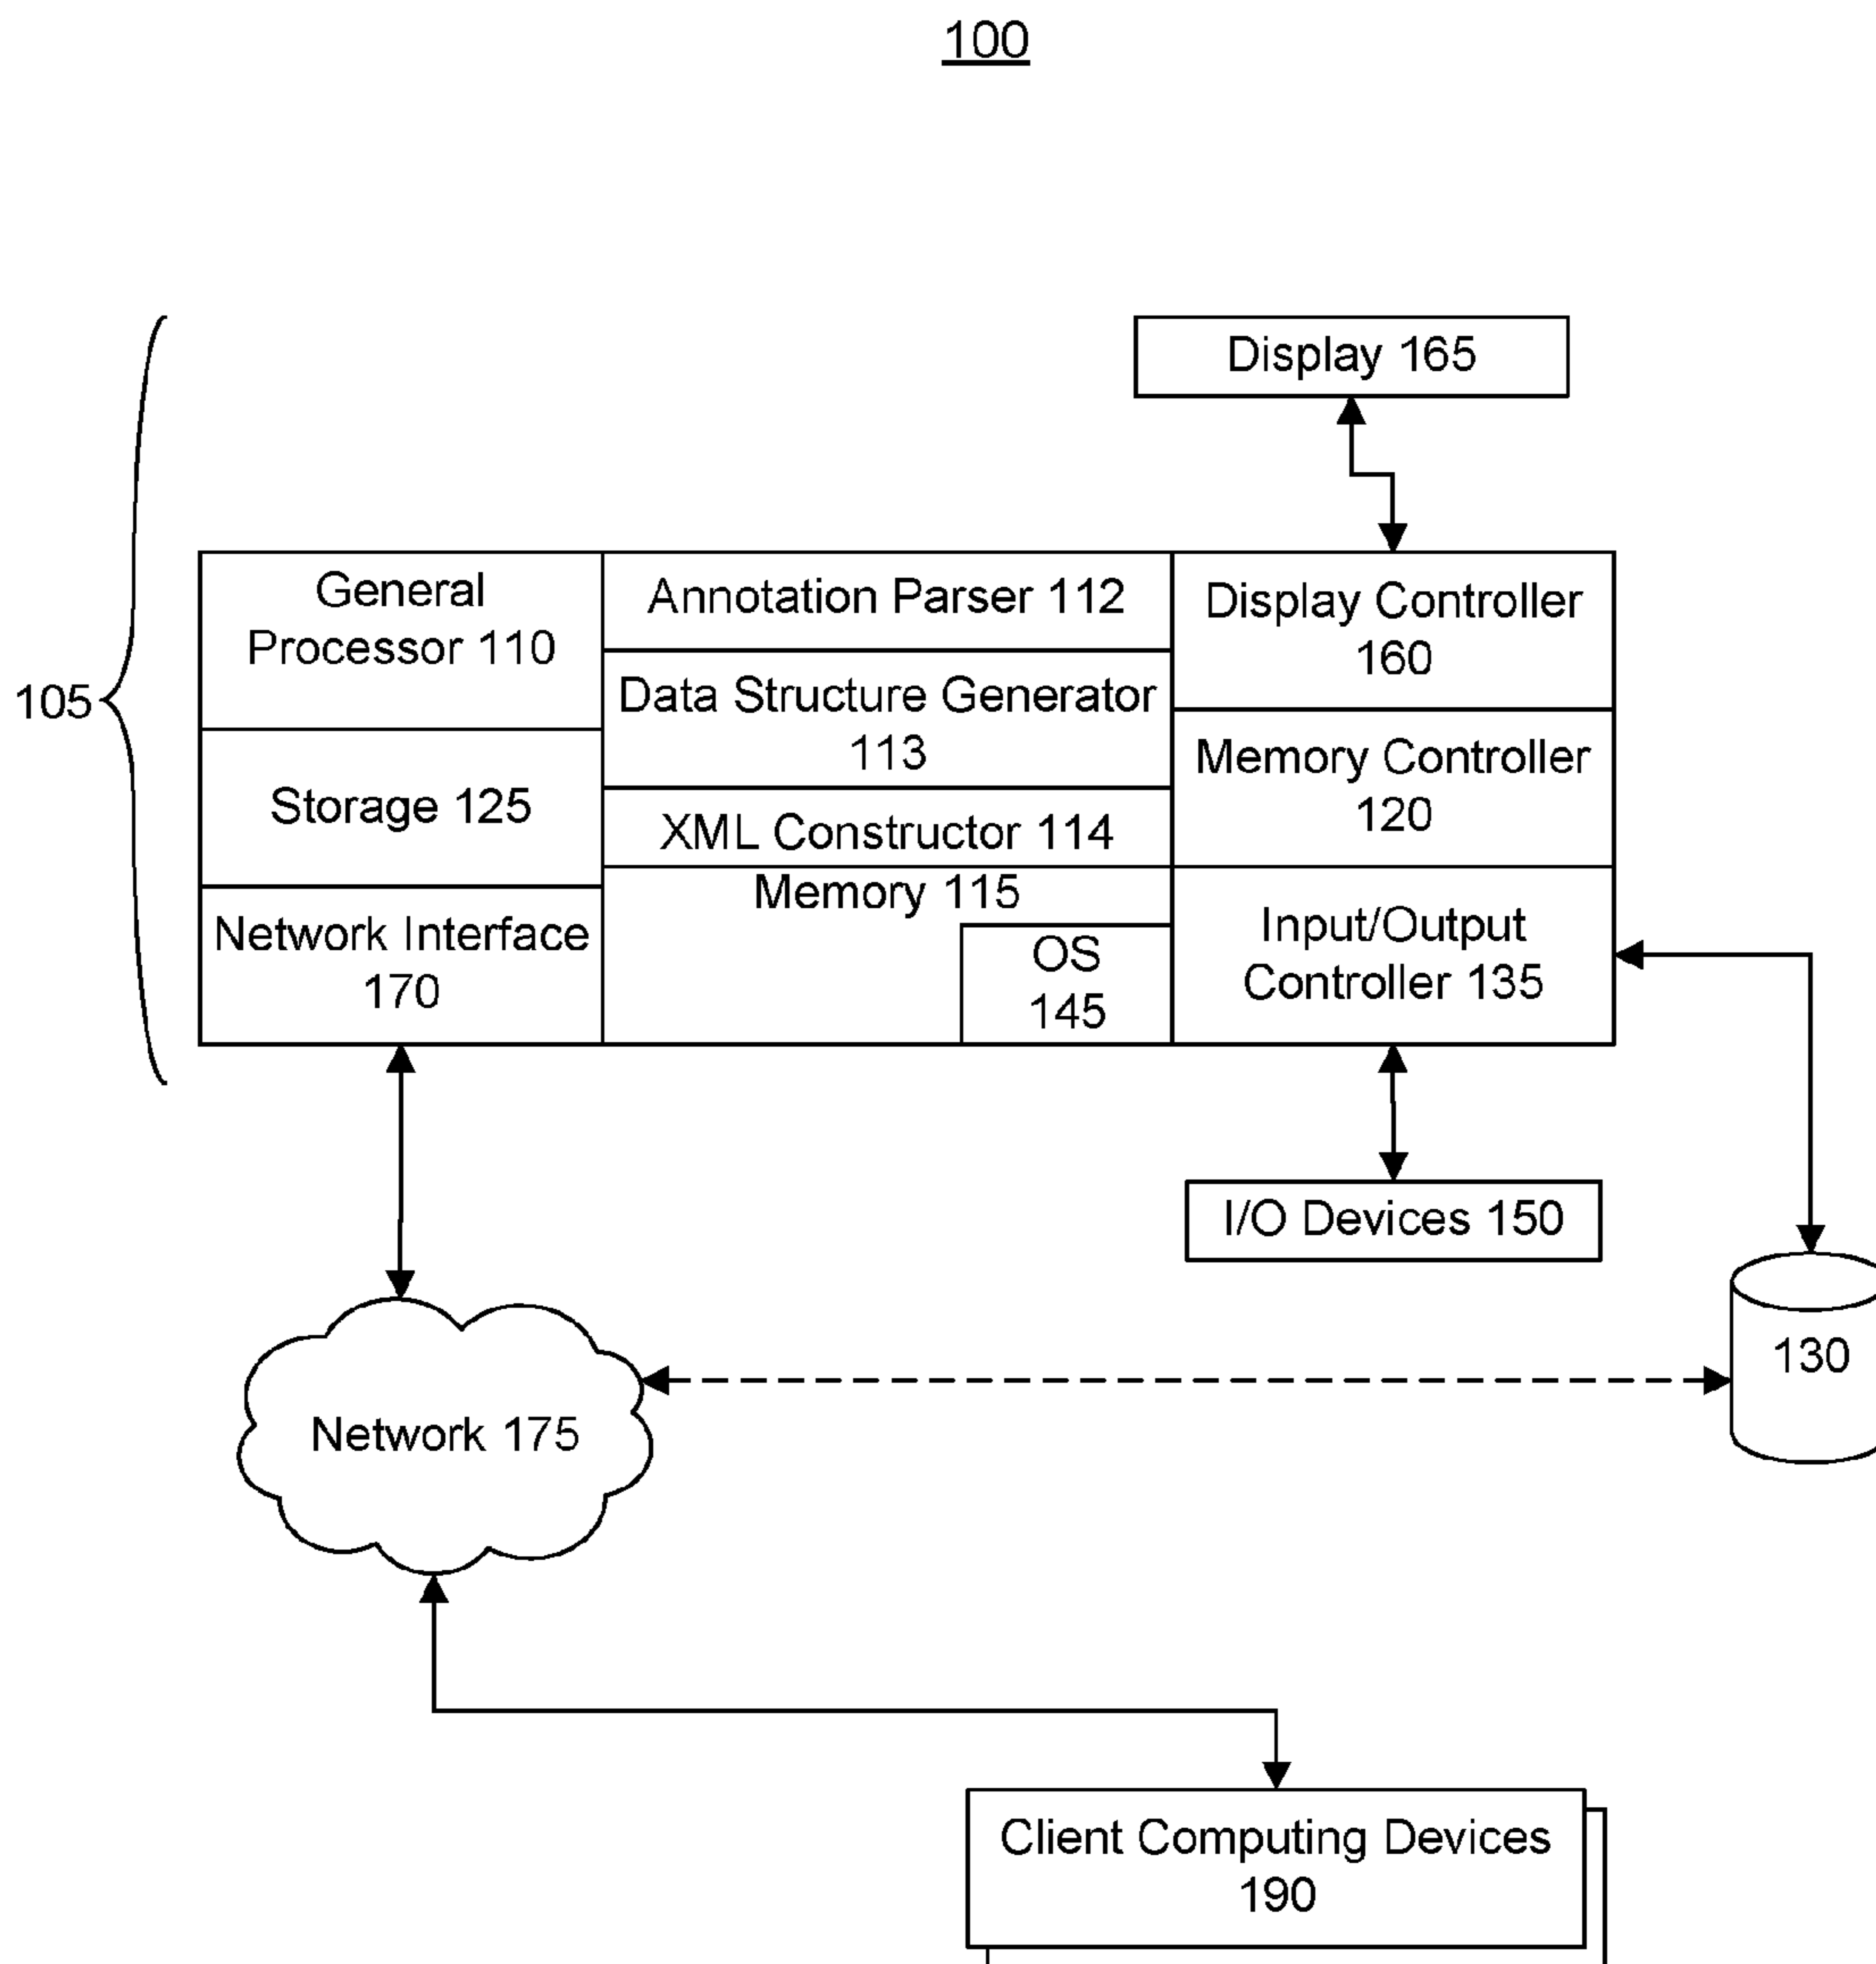 100
Display 165
105
General
Processor 110
Annotation Parser 112
Display Controller
160
Data Structure Generator
113
Memory Controller
120
Storage 125
XML Constructor 114
Memory 115
Network Interface
170
OS
145
Input/Output
Controller 135
I/O Devices 150
130
Network 175
Client Computing Devices
190